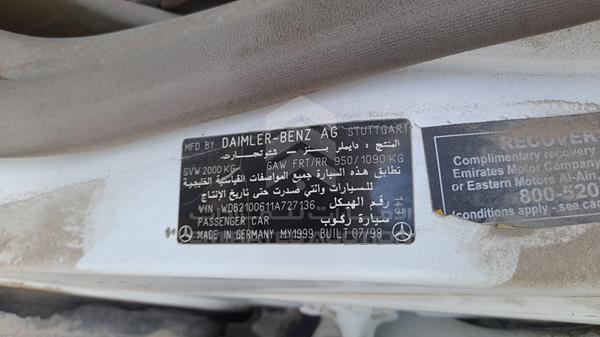 MFD BY DAIMLER-BENZ AG STUTTGART
المنتج : دايملر بنتز – شتوتجارت.
GVW 2000 KG GAW FRT/RR 950/1090 KG
تطابق هذه السيارة جميع المواصفات القياسية الخليجية
للسيارات والتي صدرت حتى تاريخ الإنتاج
VIN WDB2100611A727136 رقم الهيكل
PASSENGER CAR سيارة ركوب
MADE IN GERMANY MY1999 BUILT 07/98
143
RECOVER
Complimentary recovery
Emirates Motor Company
or Eastern Motors Al-Ain
800-520
(conditions apply - see car